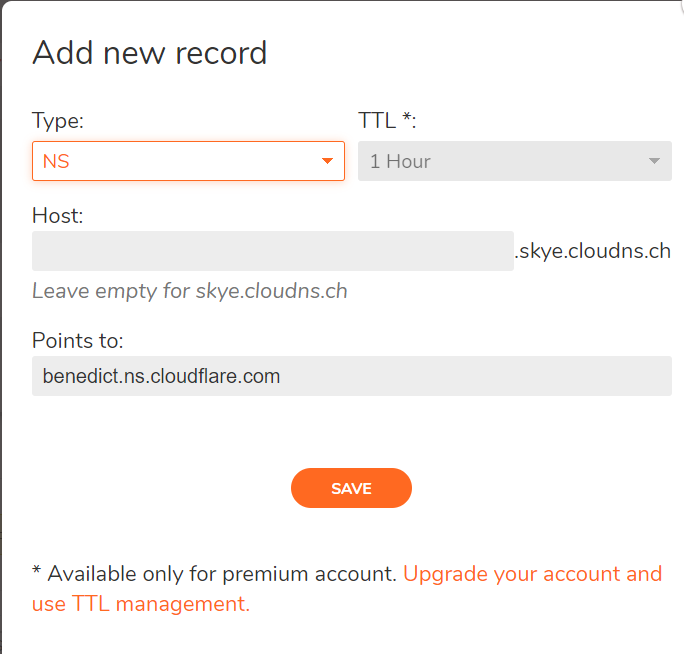 Add new record
Type:
TTL *:
NS
1 Hour
Host:
.skye.cloudns.ch
Leave empty for skye.cloudns.ch
Points to:
benedict.ns.cloudflare.com
SAVE
* Available only for premium account. Upgrade your account and
use TTL management.